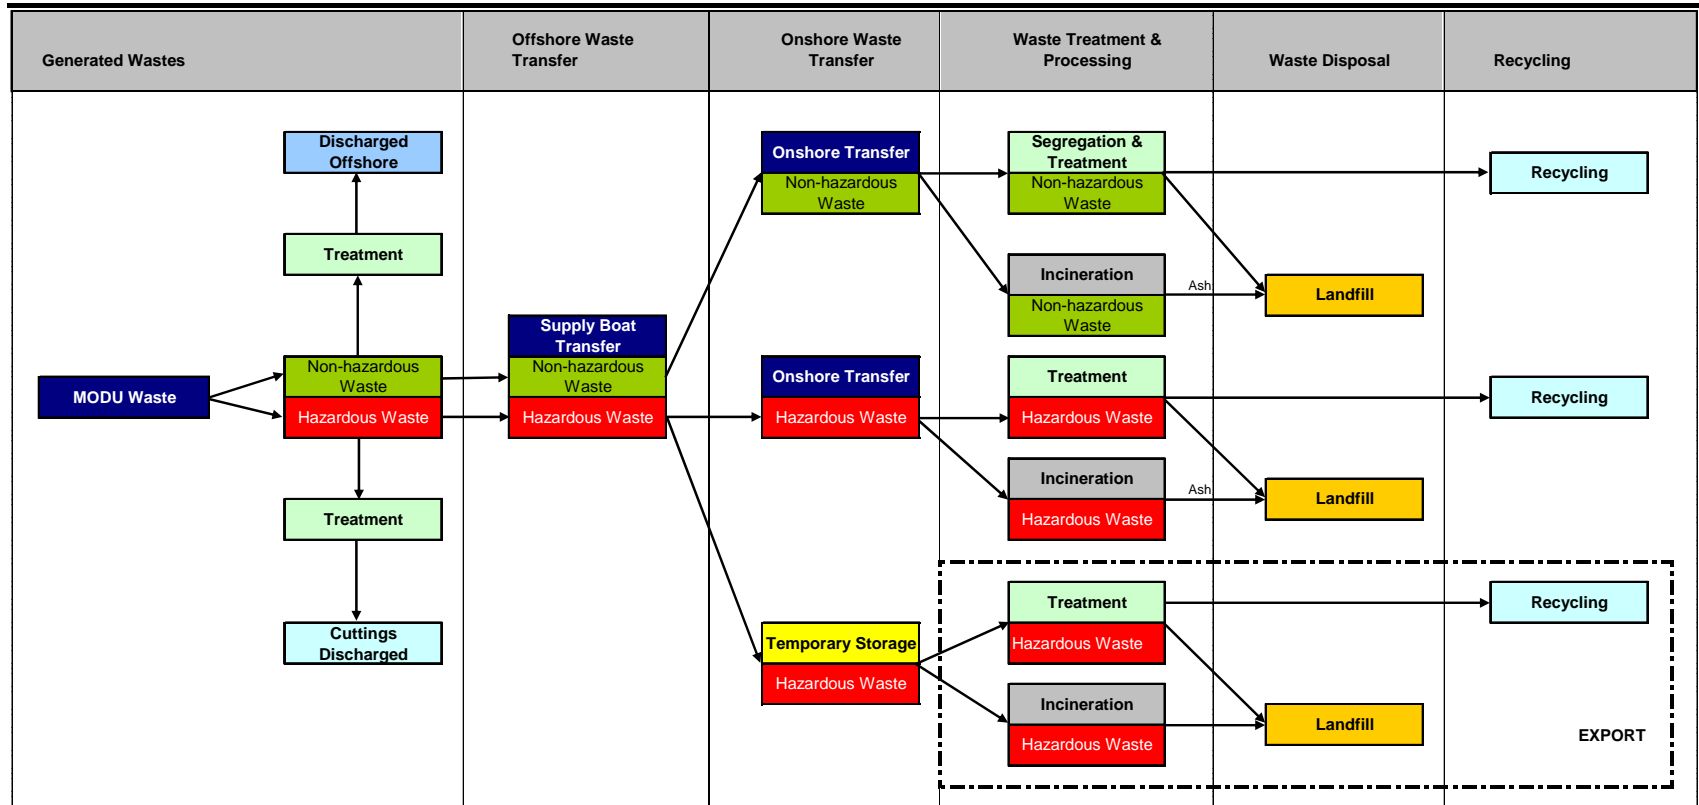 Generated Wastes
Offshore Waste
Transfer
Onshore Waste
Transfer
Waste Treatment &
Processing
Waste Disposal
Recycling
Discharged
Offshore
Treatment
Non-hazardous
Waste
Hazardous Waste
MODU Waste
Treatment
Cuttings
Discharged
Supply Boat
Transfer
Non-hazardous
Waste
Hazardous Waste
Onshore Transfer
Non-hazardous
Waste
Onshore Transfer
Hazardous Waste
Temporary Storage
Hazardous Waste
Segregation &
Treatment
Non-hazardous
Waste
Incineration
Non-hazardous
Waste
Ash
Treatment
Hazardous Waste
Incineration
Hazardous Waste
Ash
Treatment
Hazardous Waste
Incineration
Hazardous Waste
Landfill
Landfill
Landfill
Recycling
Recycling
Recycling
EXPORT